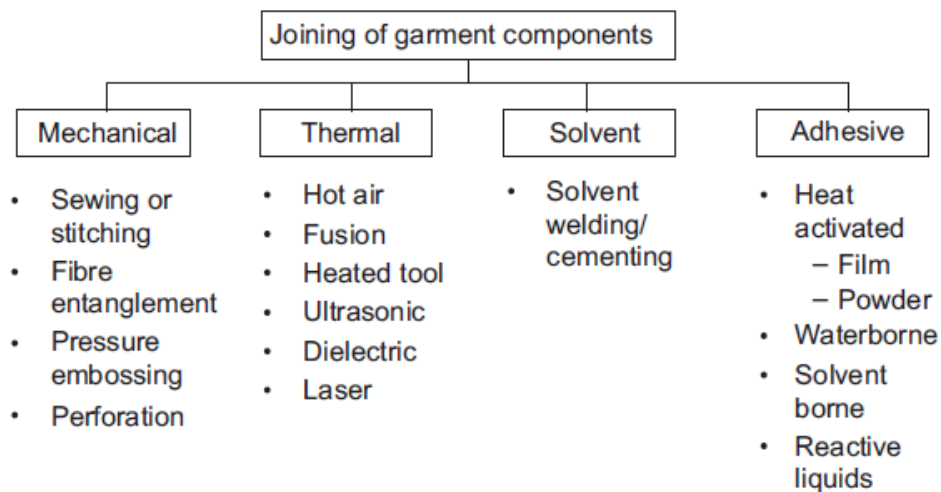 Joining of garment components
Mechanical
• Sewing or
stitching
• Fibre
entanglement
• Pressure
embossing
• Perforation
Thermal
• Hot air
• Fusion
• Heated tool
• Ultrasonic
• Dielectric
• Laser
Solvent
• Solvent
welding/
cementing
Adhesive
• Heat
activated
– Film
– Powder
• Waterborne
• Solvent
borne
• Reactive
liquids